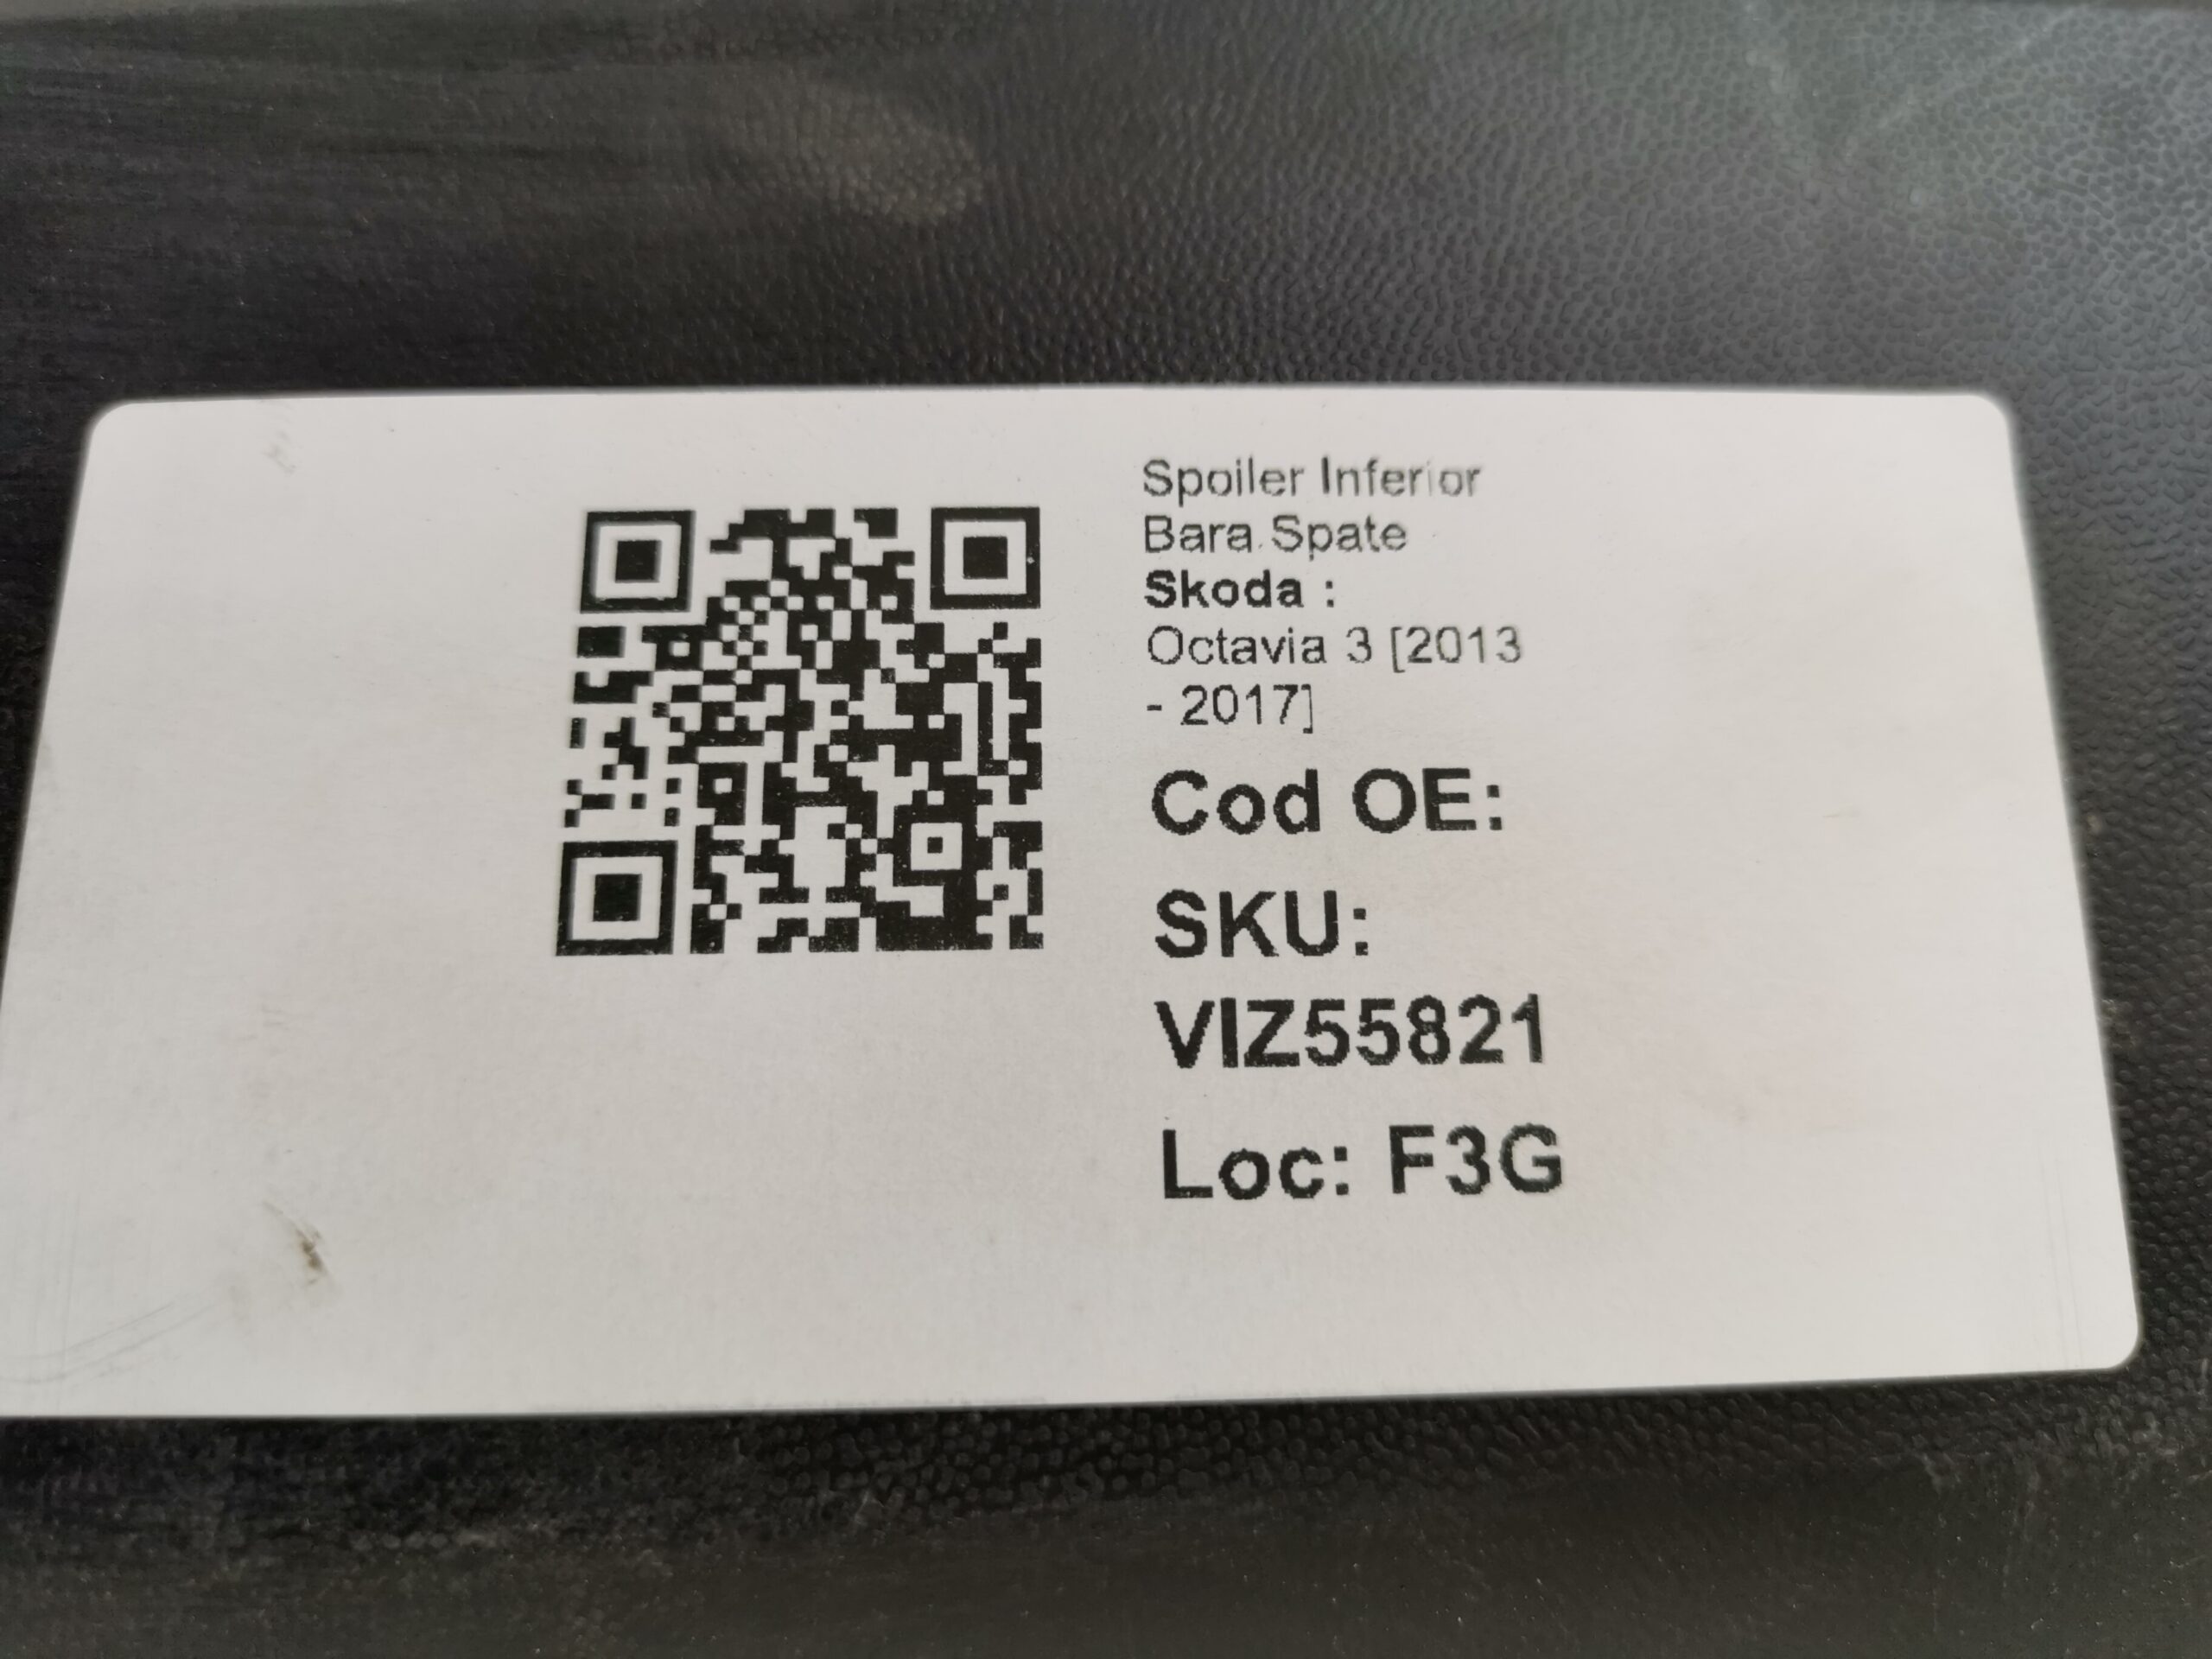 Spoiler Inferior
Bara Spate
Skoda :
Octavia 3 [2013
- 2017]
Cod OE:
SKU:
VIZ55821
Loc: F3G